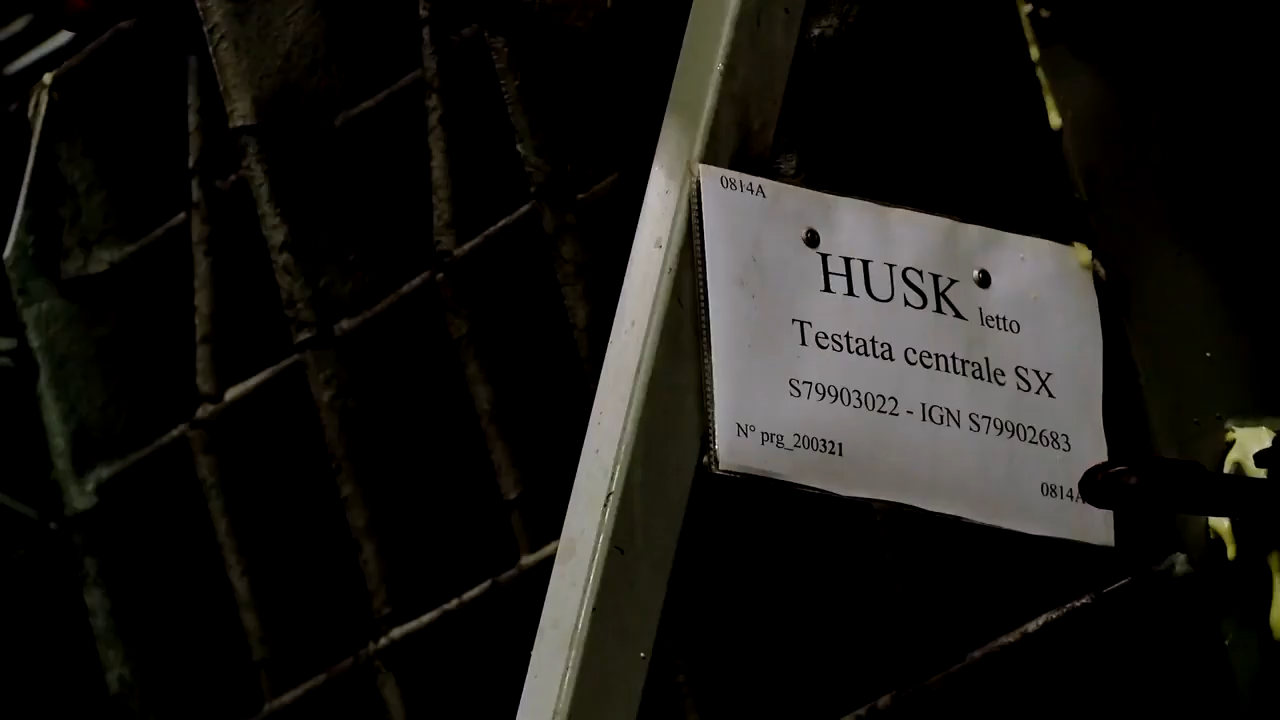 0814A
HUSK letto
Testata centrale SX
S79903022 - IGN S79902683
N° prg_200321
0814A